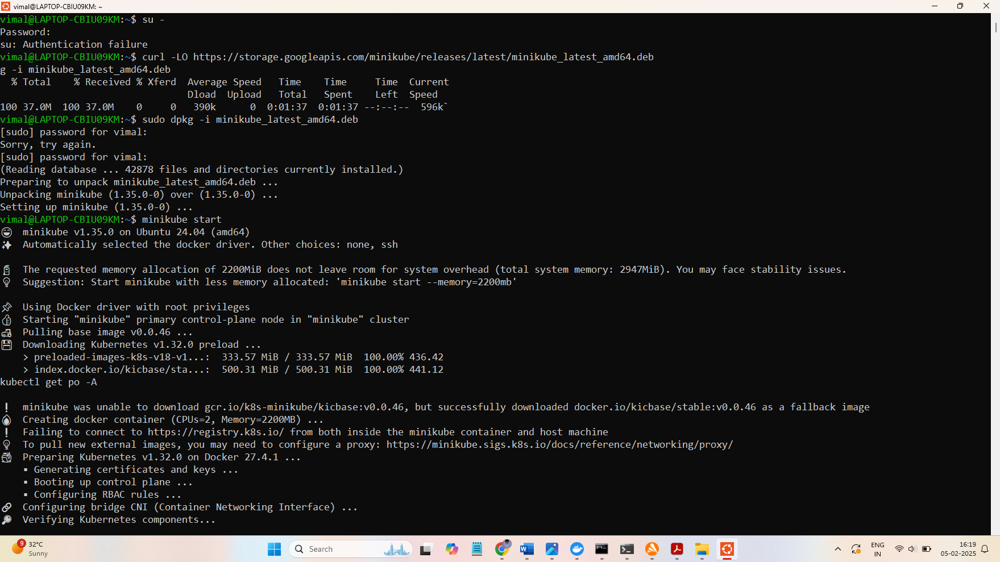 vimal@LAPTOP-CBIU09KM: ~
vimal@LAPTOP-CBIU09KM:~$ su -
Password:
su: Authentication failure
vimal@LAPTOP-CBIU09KM:~$ curl -LO https://storage.googleapis.com/minikube/releases/latest/minikube_latest_amd64.deb
g -i minikube_latest_amd64.deb
% Total % Received % Xferd Average Speed Time Time Time Current
Dload Upload Total Spent Left Speed
100 37.0M 100 37.0M 0 0 390k 0 0:01:37 0:01:37 --:--:-- 596k`
vimal@LAPTOP-CBIU09KM:~$ sudo dpkg -i minikube_latest_amd64.deb
[sudo] password for vimal:
Sorry, try again.
[sudo] password for vimal:
(Reading database ... 42878 files and directories currently installed.)
Preparing to unpack minikube_latest_amd64.deb ...
Unpacking minikube (1.35.0-0) over (1.35.0-0) ...
Setting up minikube (1.35.0-0) ...
vimal@LAPTOP-CBIU09KM:~$ minikube start
minikube v1.35.0 on Ubuntu 24.04 (amd64)
Automatically selected the docker driver. Other choices: none, ssh
The requested memory allocation of 2200MiB does not leave room for system overhead (total system memory: 2947MiB). You may face stability issues.
Suggestion: Start minikube with less memory allocated: 'minikube start --memory=2200mb'
Using Docker driver with root privileges
Starting "minikube" primary control-plane node in "minikube" cluster
Pulling base image v0.0.46 ...
Downloading Kubernetes v1.32.0 preload ...
> preloaded-images-k8s-v18-v1...: 333.57 MiB / 333.57 MiB 100.00% 436.42
> index.docker.io/kicbase/sta...: 500.31 MiB / 500.31 MiB 100.00% 441.12
kubectl get po -A
! minikube was unable to download gcr.io/k8s-minikube/kicbase:v0.0.46, but successfully downloaded docker.io/kicbase/stable:v0.0.46 as a fallback image
Creating docker container (CPUs=2, Memory=2200MB) ...
! Failing to connect to https://registry.k8s.io/ from both inside the minikube container and host machine
To pull new external images, you may need to configure a proxy: https://minikube.sigs.k8s.io/docs/reference/networking/proxy/
Preparing Kubernetes v1.32.0 on Docker 27.4.1 ...
▪ Generating certificates and keys ...
▪ Booting up control plane ...
▪ Configuring RBAC rules ...
Configuring bridge CNI (Container Networking Interface) ...
Verifying Kubernetes components...
9
32°C
Sunny
Search
ENG
IN
16:19
05-02-2025